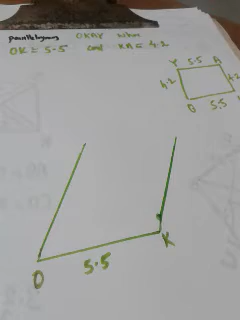 parallelogram OKAY where
OK = 5.5 and KA = 4.2
Y 5.5 A
4.2 4.2
O 5.5
O 5.5 K